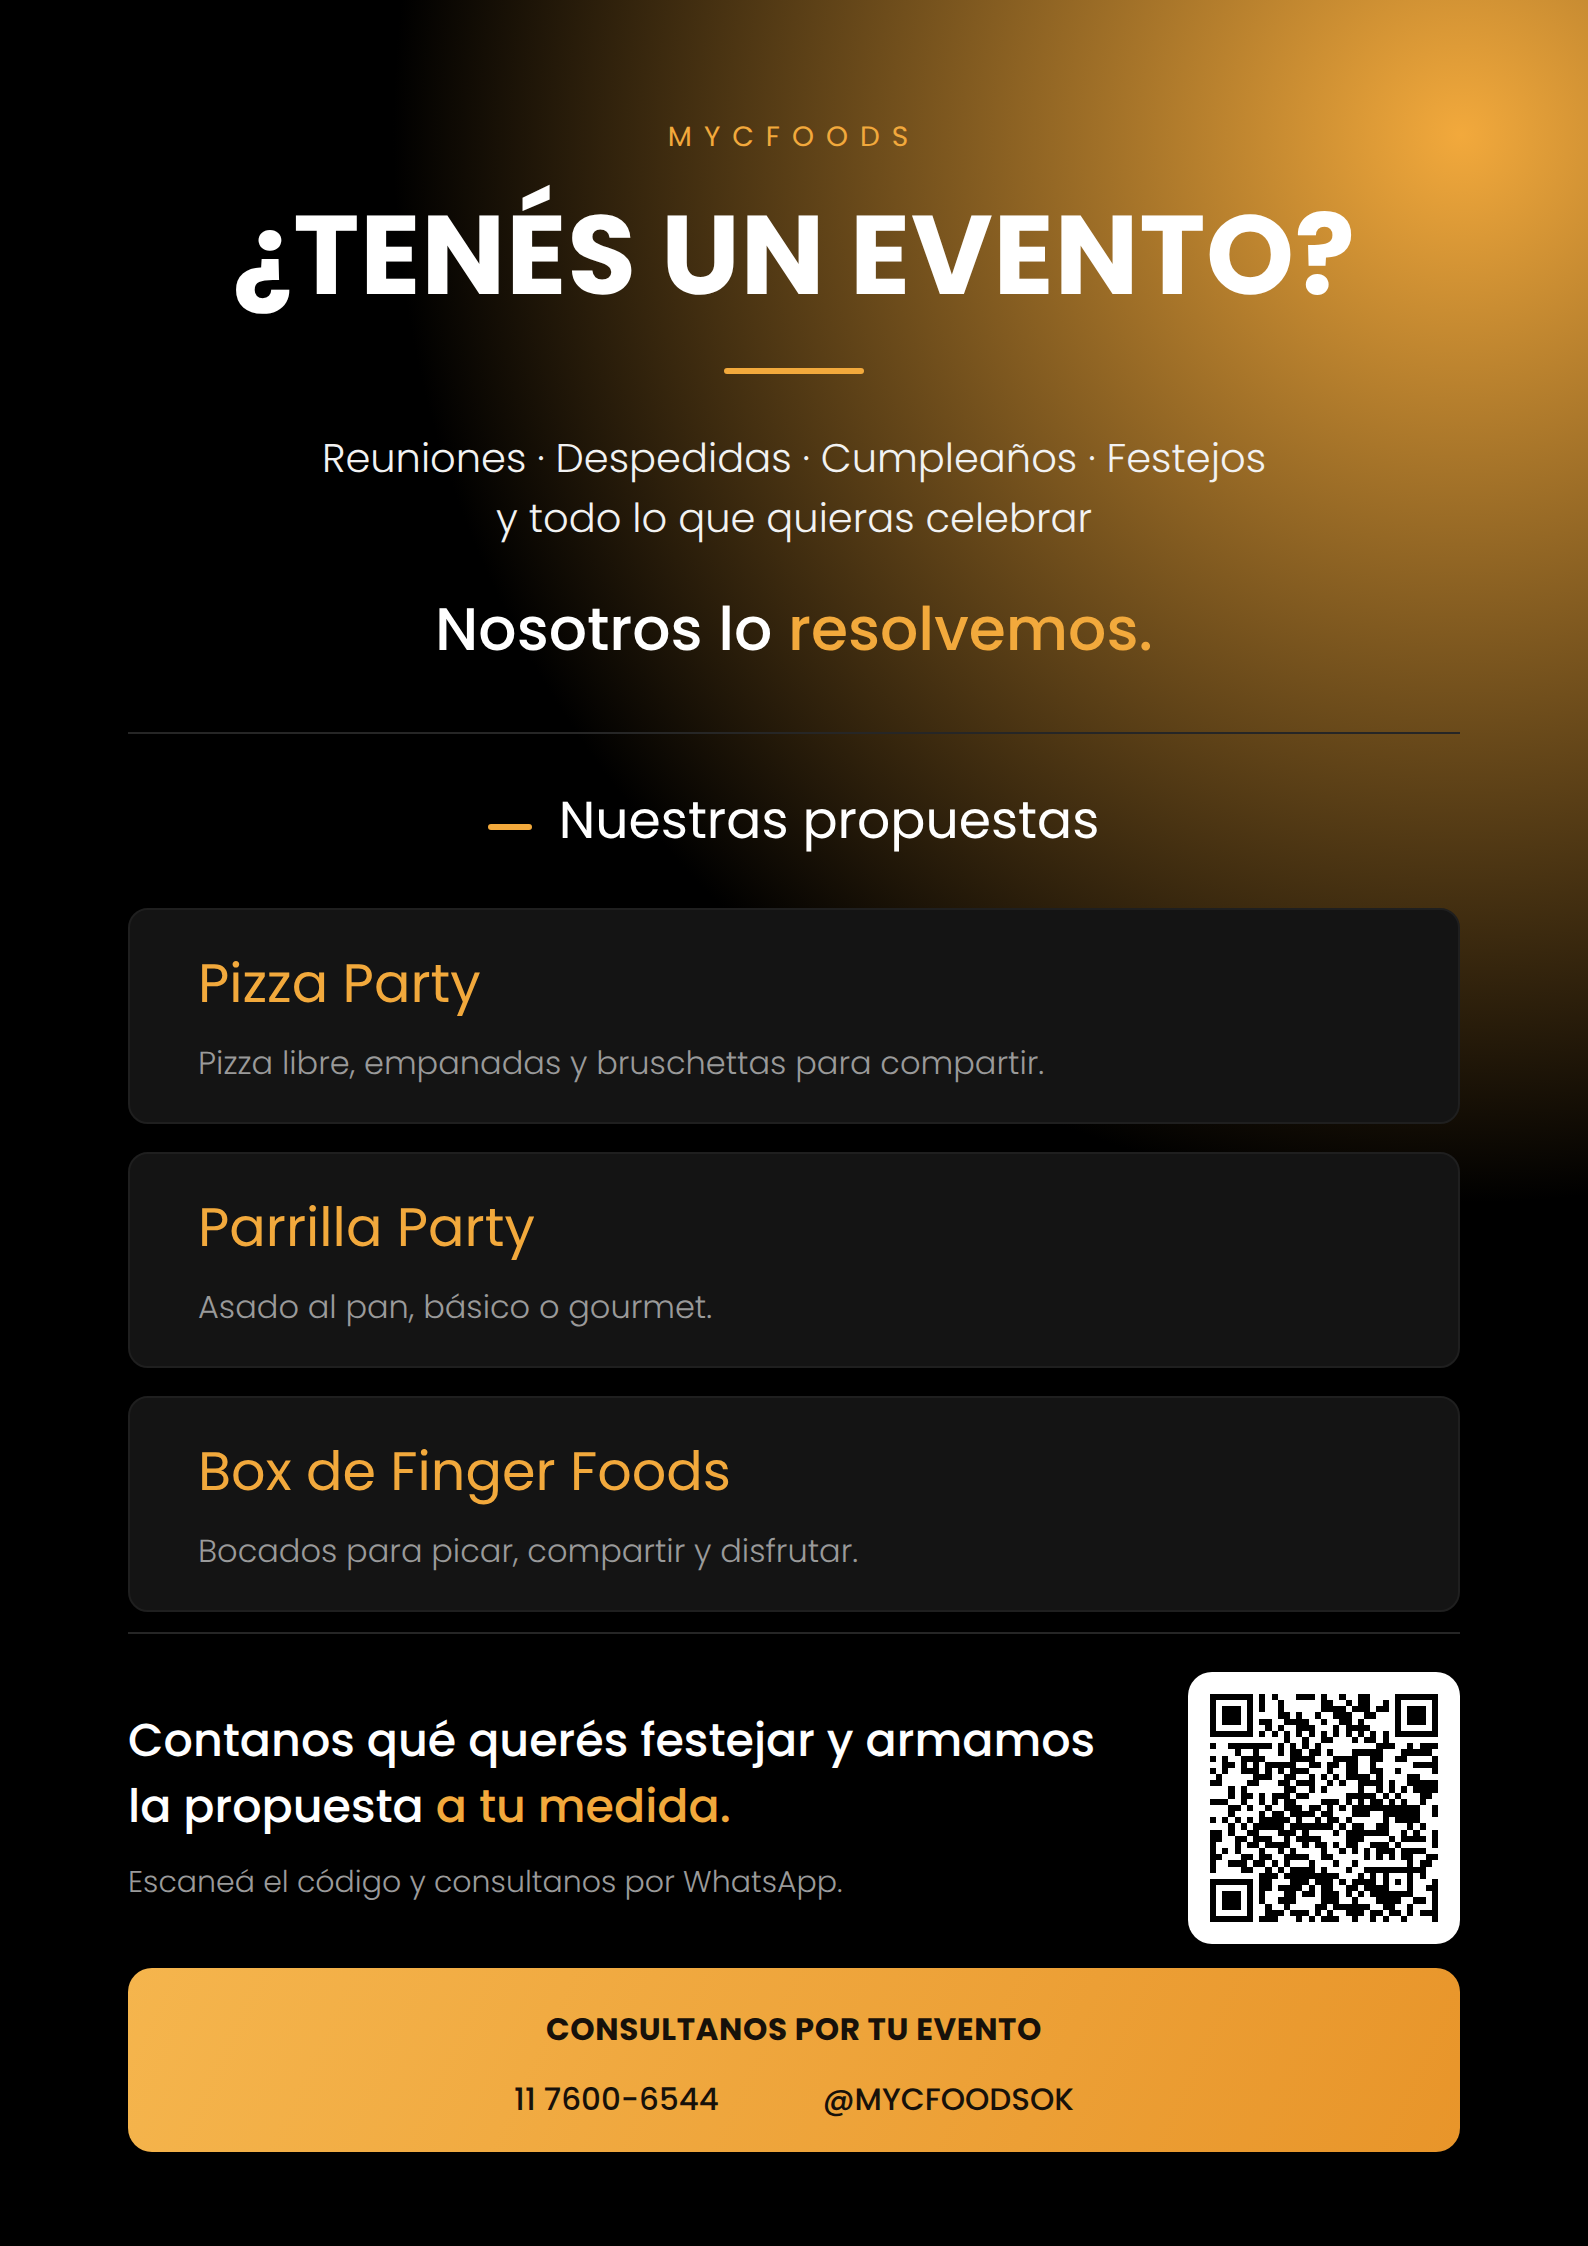 MYCFOODS
¿TENÉS UN EVENTO?
Reuniones · Despedidas · Cumpleaños · Festejos
y todo lo que quieras celebrar
Nosotros lo resolvemos.
Nuestras propuestas
Pizza Party
Pizza libre, empanadas y bruschettas para compartir.
Parrilla Party
Asado al pan, básico o gourmet.
Box de Finger Foods
Bocados para picar, compartir y disfrutar.
Contanos qué querés festejar y armamos
la propuesta a tu medida.
Escaneá el código y consultanos por WhatsApp.
CONSULTANOS POR TU EVENTO
11 7600-6544 @MYCFOODSOK